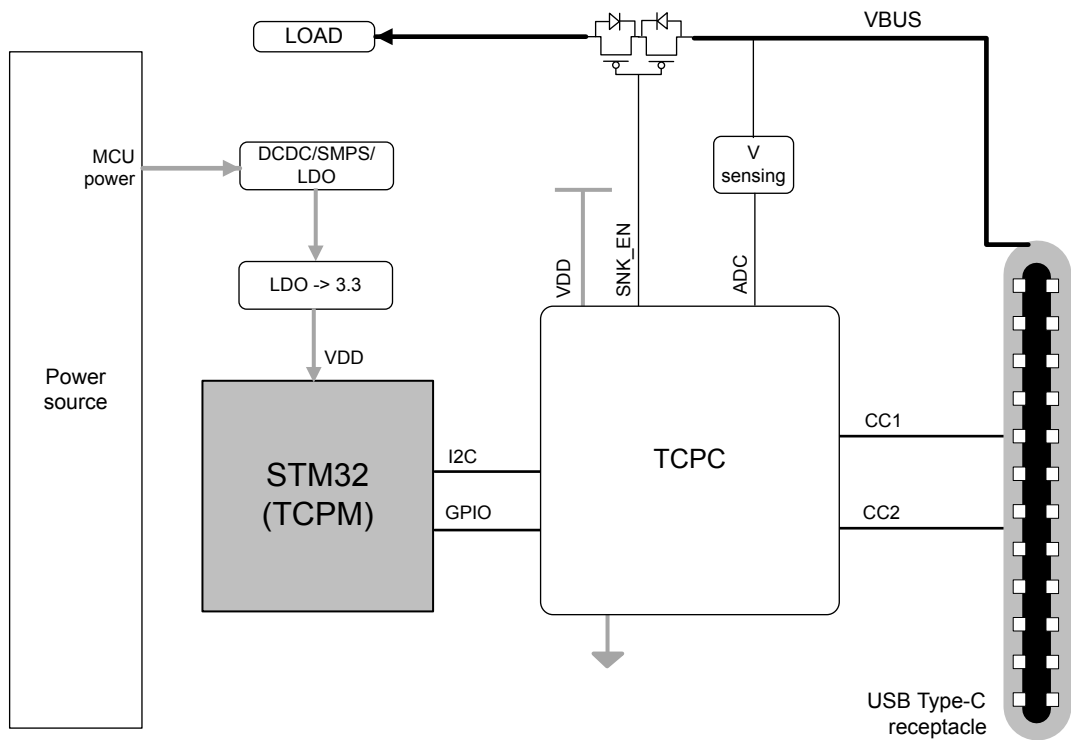 LOAD
VBUS
MCU
power
DCDC/SMPS/
LDO
V
sensing
LDO -> 3.3
VDD
SNK_EN
ADC
VDD
Power
source
STM32
(TCPM)
I2C
GPIO
TCPC
CC1
CC2
USB Type-C
receptacle